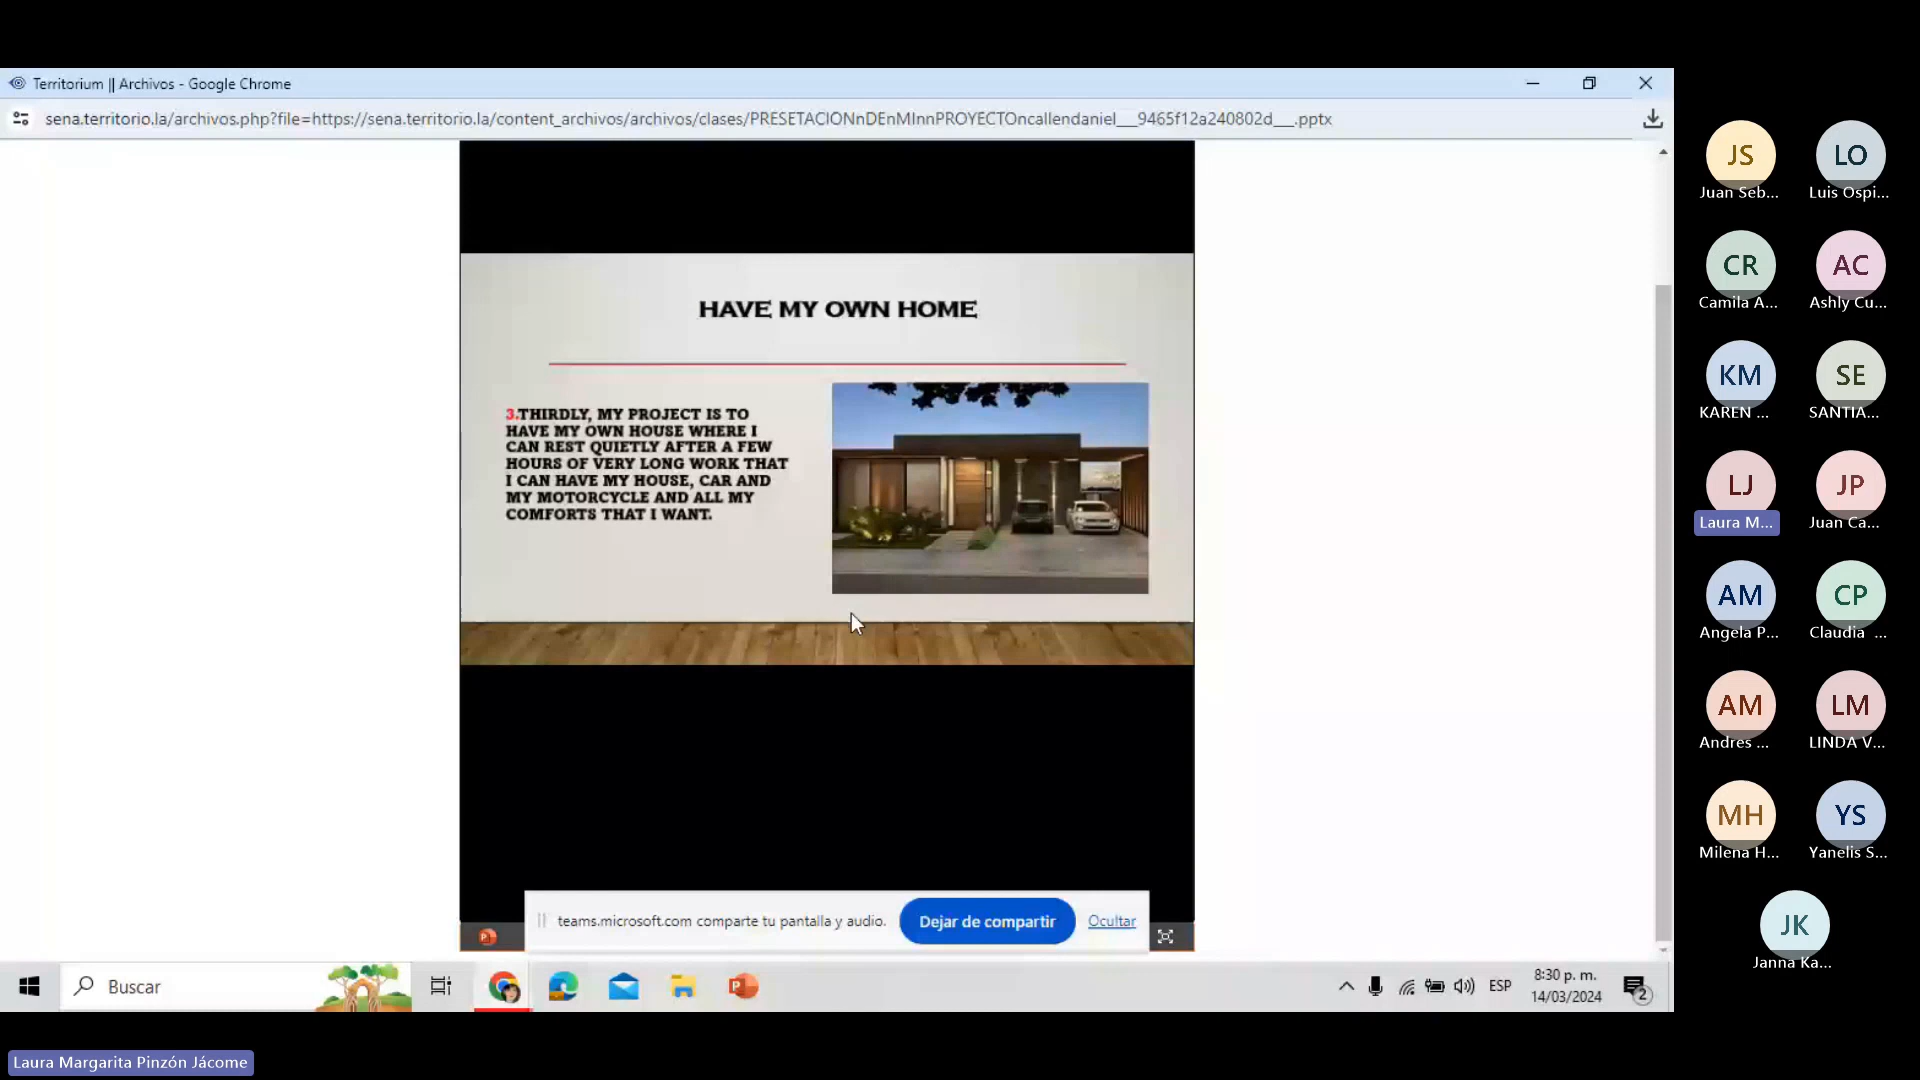 Territorium || Archivos - Google Chrome
sena.territorio.la/archivos.php?file=https://sena.territorio.la/content_archivos/archivos/clases/PRESETACIONnDEnMInnPROYECTOncallendaniel___9465f12a240802d___.pptx
HAVE MY OWN HOME
3.THIRDLY, MY PROJECT IS TO
HAVE MY OWN HOUSE WHERE I
CAN REST QUIETLY AFTER A FEW
HOURS OF VERY LONG WORK THAT
I CAN HAVE MY HOUSE, CAR AND
MY MOTORCYCLE AND ALL MY
COMFORTS THAT I WANT.
teams.microsoft.com comparte tu pantalla y audio.
Dejar de compartir
Ocultar
Buscar
ESP
8:30 p. m.
14/03/2024
2
JS
Juan Seb...
LO
Luis Ospi...
CR
Camila A...
AC
Ashly Cu...
KM
KAREN ...
SE
SANTIA...
LJ
Laura M...
JP
Juan Ca...
AM
Angela P...
CP
Claudia ...
AM
Andres ...
LM
LINDA V...
MH
Milena H...
YS
Yanelis S...
JK
Janna Ka...
Laura Margarita Pinzón Jácome